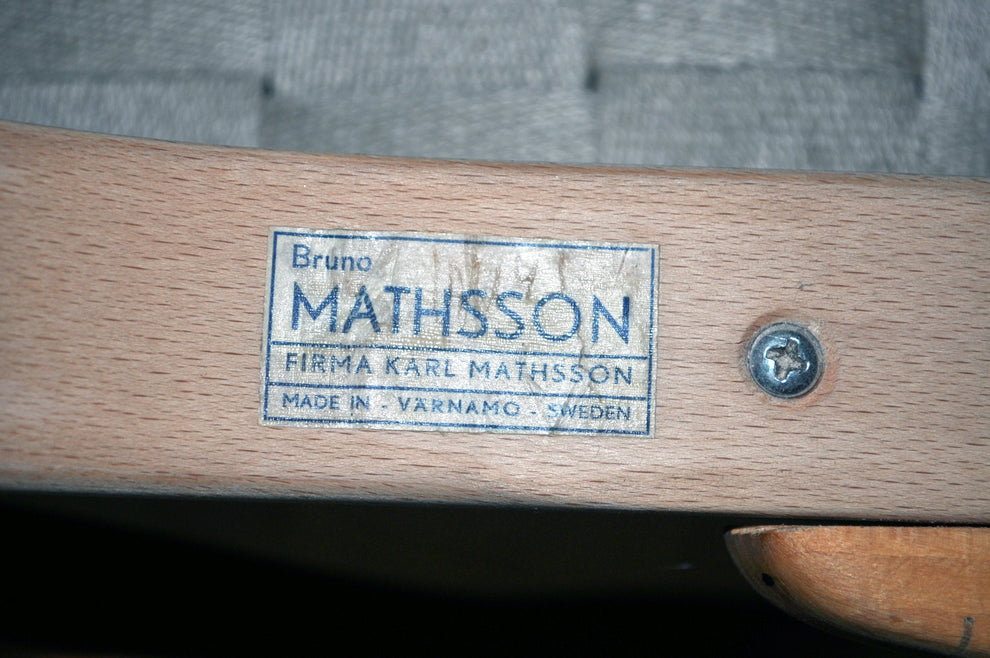 Bruno
MATHSSON
FIRMA KARL MATHSSON
MADE IN - VÄRNAMO - SWEDEN